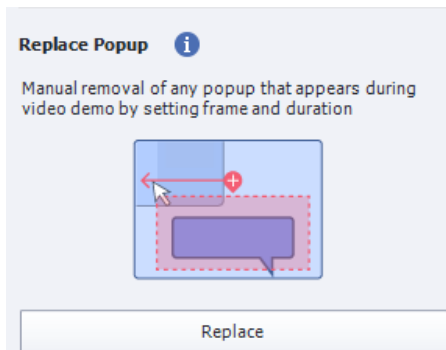 Replace Popup
Manual removal of any popup that appears during
video demo by setting frame and duration
Replace